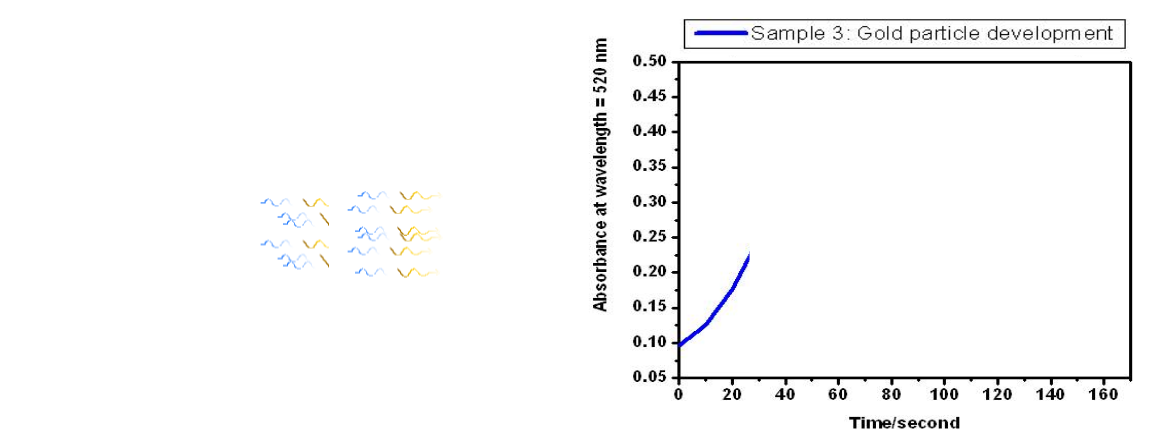 Sample 3: Gold particle development
Absorbance at wavelength = 520 nm
0.50
0.45
0.40
0.35
0.30
0.25
0.20
0.15
0.10
0.05
0 20 40 60 80 100 120 140 160
Time/second